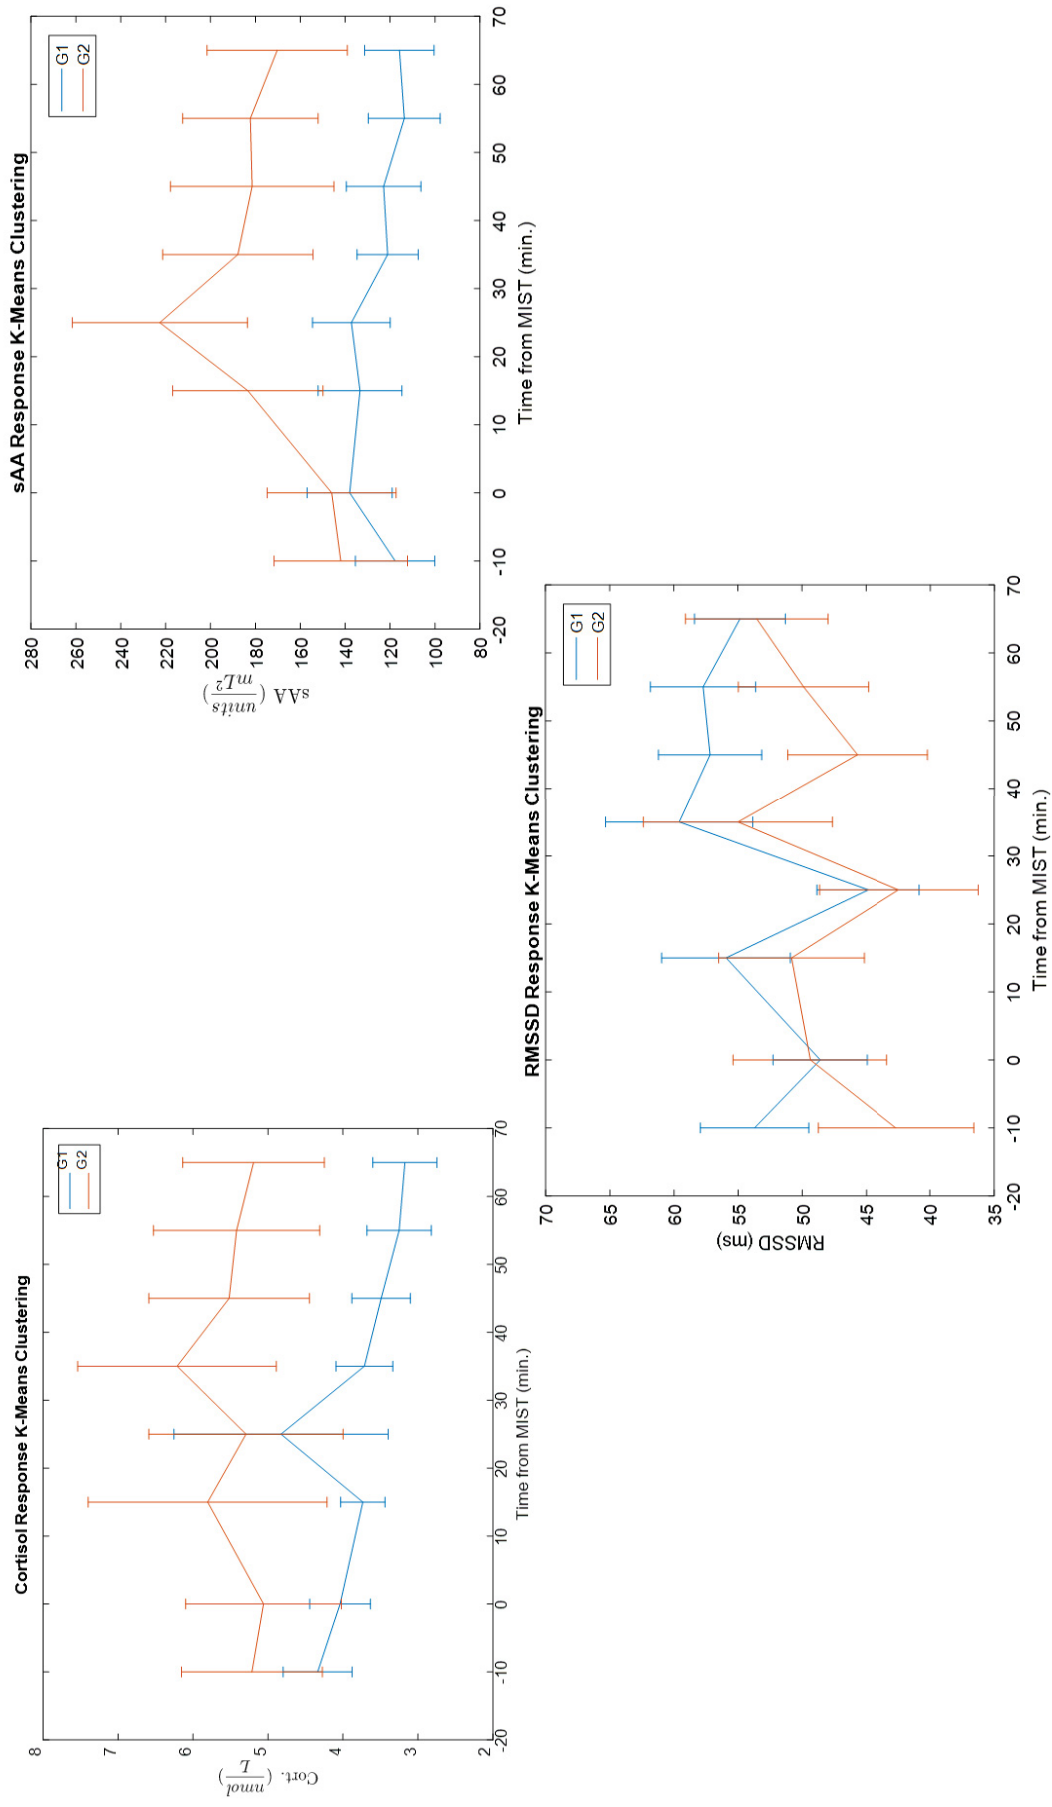 Cortisol Response K-Means Clustering
G1
G2
8
7
6
5
4
3
2
Cort. (nmol/L)
-20 -10 0 10 20 30 40 50 60 70
Time from MIST (min.)
sAA Response K-Means Clustering
G1
G2
280
260
240
220
200
180
160
140
120
100
80
sAA (units/mL²)
-20 -10 0 10 20 30 40 50 60 70
Time from MIST (min.)
RMSSD Response K-Means Clustering
G1
G2
70
65
60
55
50
45
40
35
RMSSD (ms)
-20 -10 0 10 20 30 40 50 60 70
Time from MIST (min.)